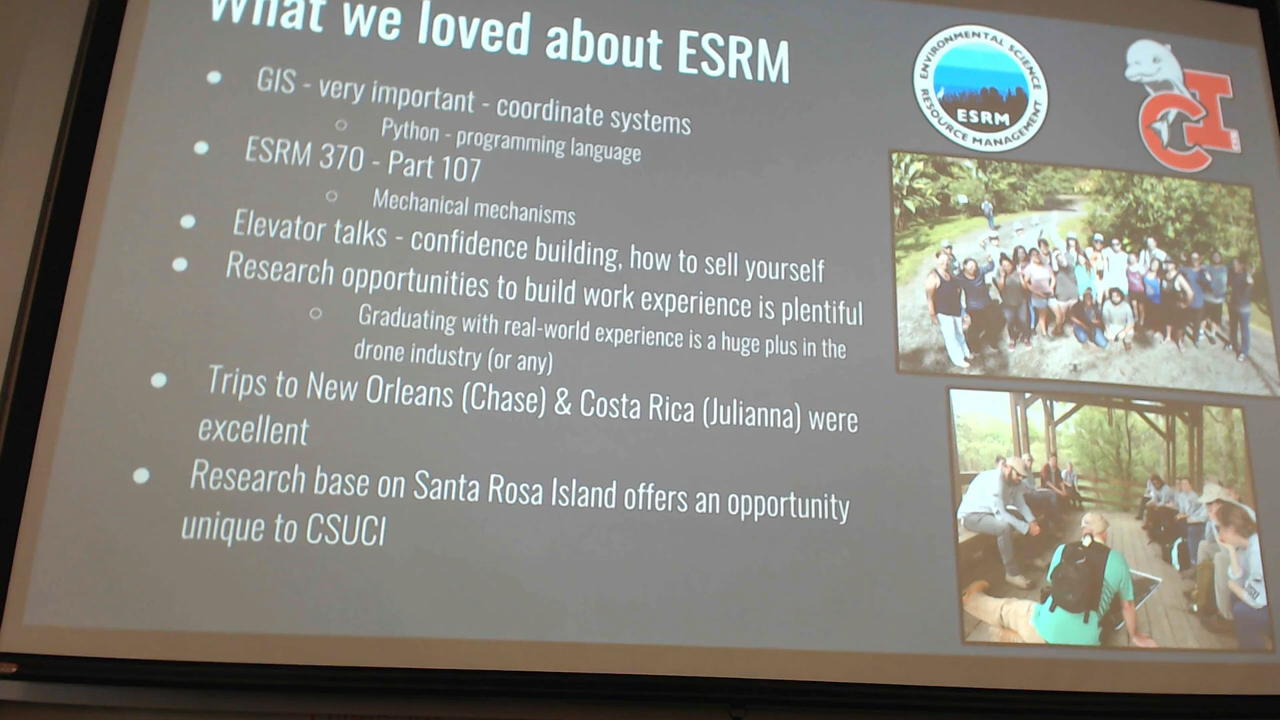 What we loved about ESRM
GIS - very important - coordinate systems
Python - programming language
ESRM 370 - Part 107
Mechanical mechanisms
Elevator talks - confidence building, how to sell yourself
Research opportunities to build work experience is plentiful
Graduating with real-world experience is a huge plus in the
drone industry (or any)
Trips to New Orleans (Chase) & Costa Rica (Julianna) were
excellent
Research base on Santa Rosa Island offers an opportunity
unique to CSUCI
ENVIRONMENTAL SCIENCE
ESRM
RESOURCE MANAGEMENT
CI